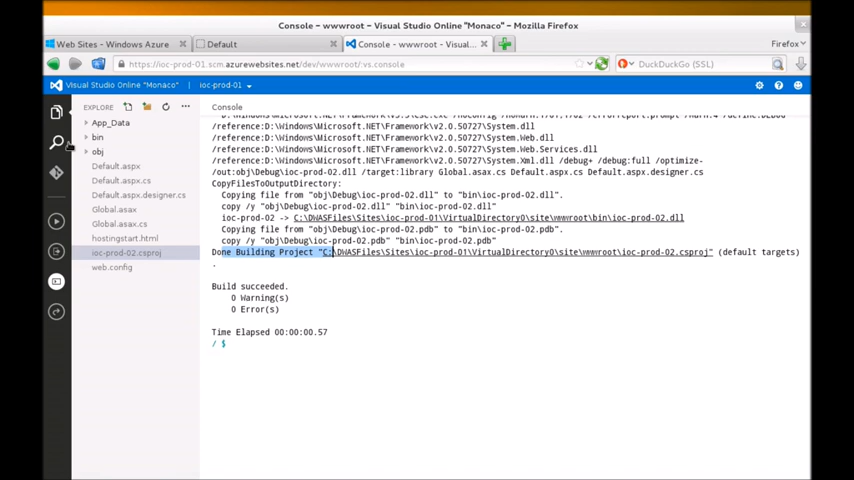 Console - wwwroot - Visual Studio Online "Monaco" - Mozilla Firefox
Web Sites - Windows Azure
Default
Console - wwwroot - Visual...
Firefox
https://ioc-prod-01.scm.azurewebsites.net/dev/wwwroot/:vs.console
DuckDuckGo (SSL)
Visual Studio Online "Monaco"
ioc-prod-01
EXPLORE
App_Data
bin
obj
Default.aspx
Default.aspx.cs
Default.aspx.designer.cs
Global.asax
Global.asax.cs
hostingstart.html
ioc-prod-02.csproj
web.config
Console
/reference:D:\Windows\Microsoft.NET\Framework\v2.0.50727\System.dll
/reference:D:\Windows\Microsoft.NET\Framework\v2.0.50727\System.Web.dll
/reference:D:\Windows\Microsoft.NET\Framework\v2.0.50727\System.Web.Services.dll
/reference:D:\Windows\Microsoft.NET\Framework\v2.0.50727\System.Xml.dll /debug+ /debug:full /optimize-
/out:obj\Debug\ioc-prod-02.dll /target:library Global.asax.cs Default.aspx.cs Default.aspx.designer.cs
CopyFilesToOutputDirectory:
Copying file from "obj\Debug\ioc-prod-02.dll" to "bin\ioc-prod-02.dll".
copy /y "obj\Debug\ioc-prod-02.dll" "bin\ioc-prod-02.dll"
ioc-prod-02 -> C:\DWASFiles\Sites\ioc-prod-01\VirtualDirectory0\site\wwwroot\bin\ioc-prod-02.dll
Copying file from "obj\Debug\ioc-prod-02.pdb" to "bin\ioc-prod-02.pdb".
copy /y "obj\Debug\ioc-prod-02.pdb" "bin\ioc-prod-02.pdb"
Done Building Project "C:\DWASFiles\Sites\ioc-prod-01\VirtualDirectory0\site\wwwroot\ioc-prod-02.csproj" (default targets)
.
Build succeeded.
0 Warning(s)
0 Error(s)
Time Elapsed 00:00:00.57
/ $